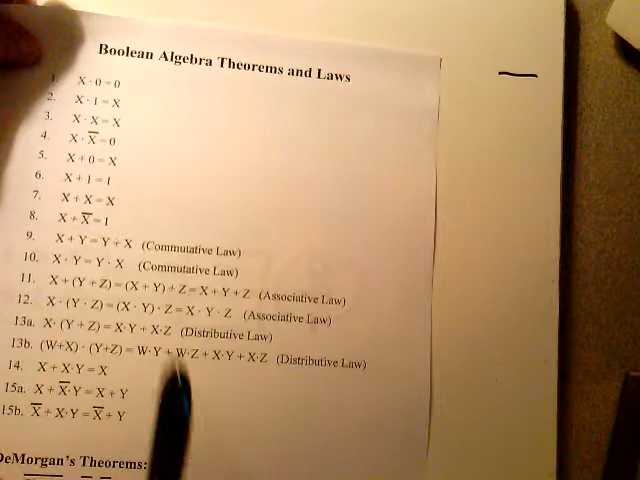 Boolean Algebra Theorems and Laws
1. X · 0 = 0
2. X · 1 = X
3. X · X = X
4. X · X̅ = 0
5. X + 0 = X
6. X + 1 = 1
7. X + X = X
8. X + X̅ = 1
9. X + Y = Y + X (Commutative Law)
10. X · Y = Y · X (Commutative Law)
11. X + (Y + Z) = (X + Y) + Z = X + Y + Z (Associative Law)
12. X · (Y · Z) = (X · Y) · Z = X · Y · Z (Associative Law)
13a. X · (Y + Z) = X·Y + X·Z (Distributive Law)
13b. (W+X) · (Y+Z) = W·Y + W·Z + X·Y + X·Z (Distributive Law)
14. X + X·Y = X
15a. X + X̅·Y = X + Y
15b. X̅ + X·Y = X̅ + Y
DeMorgan's Theorems: